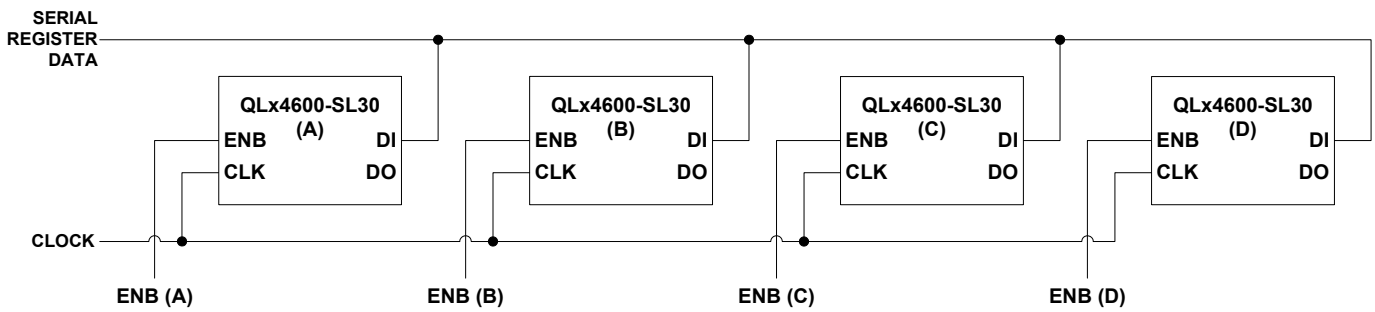 SERIAL
REGISTER
DATA
QLx4600-SL30
(A)
ENB DI
CLK DO
QLx4600-SL30
(B)
ENB DI
CLK DO
QLx4600-SL30
(C)
ENB DI
CLK DO
QLx4600-SL30
(D)
ENB DI
CLK DO
CLOCK
ENB (A) ENB (B) ENB (C) ENB (D)